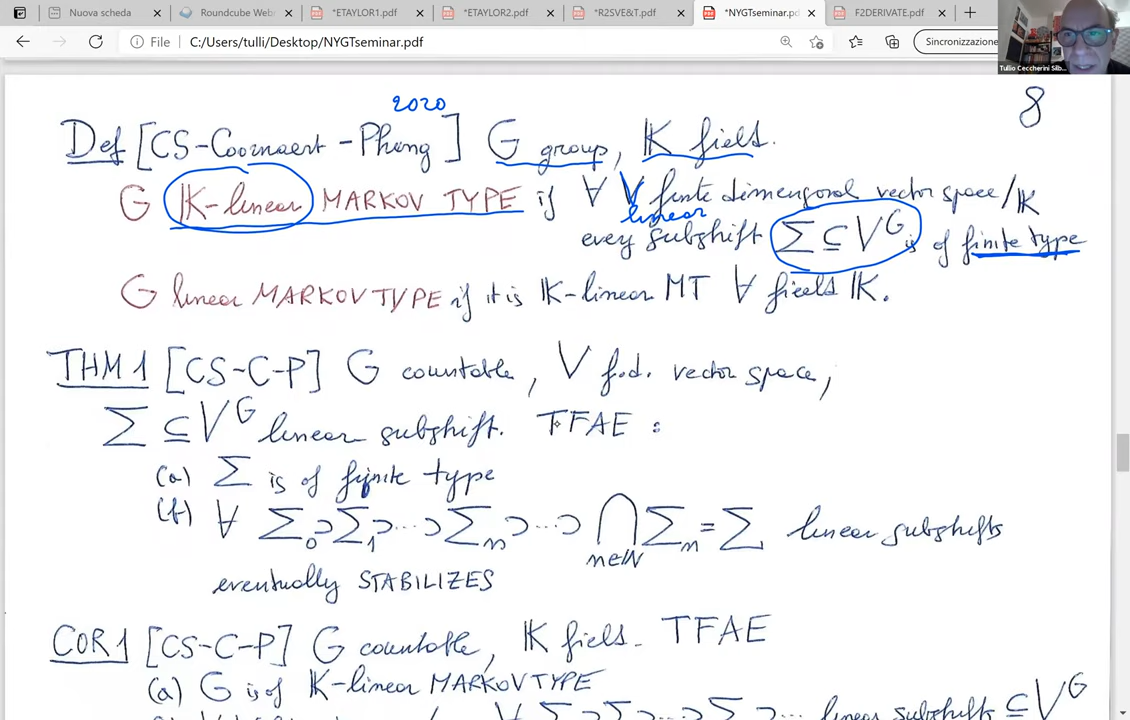 Nuova scheda
Roundcube Web
*ETAYLOR1.pdf
*ETAYLOR2.pdf
*R2SVE&T.pdf
*NYGTseminar.pd
F2DERIVATE.pdf
File
C:/Users/tulli/Desktop/NYGTseminar.pdf
Sincronizzazione
Tullio Ceccherini Silb...
8
2020
Def [CS-Coornaert-Phung] G group, K field.
G K-linear MARKOV TYPE if ∀ V finite dimensional vector space/K
linear
every subshift Σ ⊆ V^G is of finite type
G linear MARKOV TYPE if it is K-linear MT ∀ fields K.
THM 1 [CS-C-P] G countable, V f.d. vector space,
Σ ⊆ V^G linear subshift. TFAE :
(a) Σ is of finite type
(b) ∀ Σ_0 ⊃ Σ_1 ⊃ ... ⊃ Σ_n ⊃ ... ⊃ ⋂_{n∈N} Σ_n = Σ linear subshifts
eventually STABILIZES
COR 1 [CS-C-P] G countable, K fiels. TFAE
(a) G is of K-linear MARKOV TYPE
linear subshift ⊆ V^G